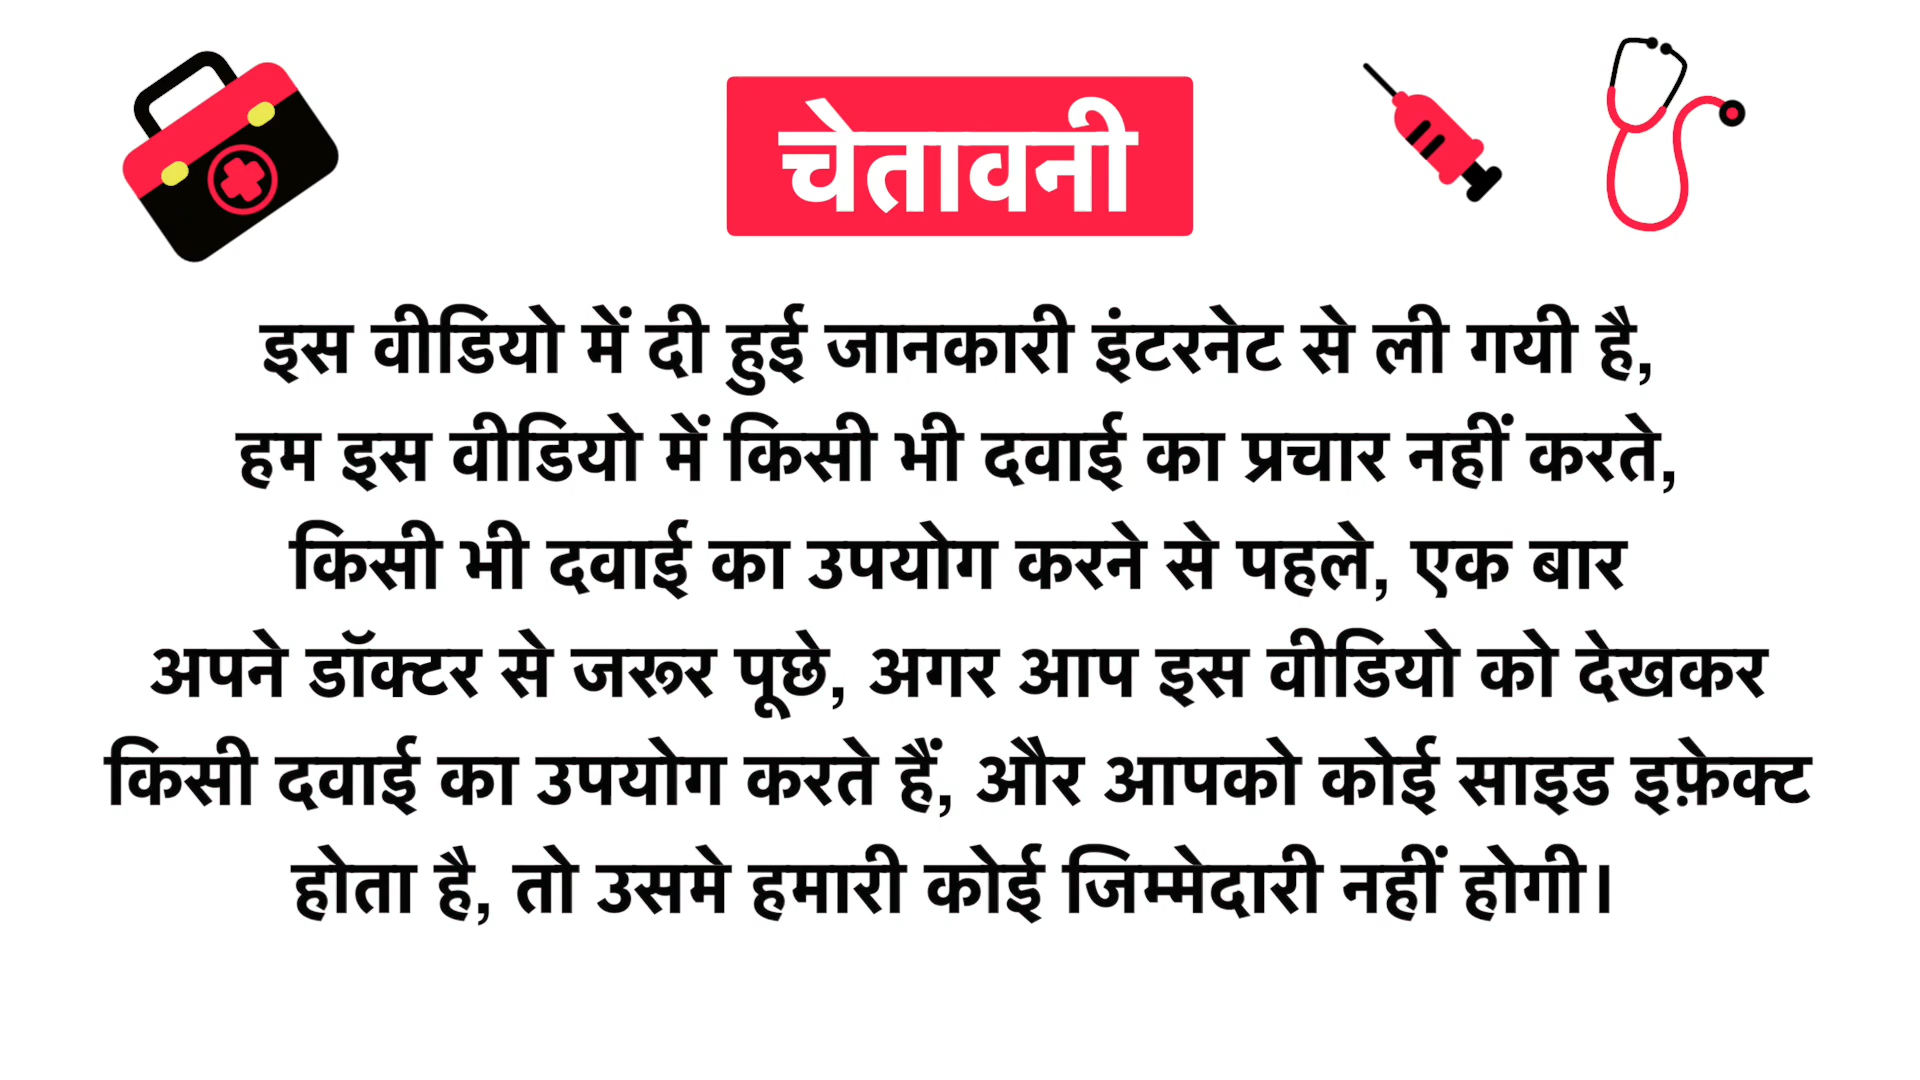 चेतावनी
इस वीडियो में दी हुई जानकारी इंटरनेट से ली गयी है,
हम इस वीडियो में किसी भी दवाई का प्रचार नहीं करते,
किसी भी दवाई का उपयोग करने से पहले, एक बार
अपने डॉक्टर से जरूर पूछे, अगर आप इस वीडियो को देखकर
किसी दवाई का उपयोग करते हैं, और आपको कोई साइड इफ़ेक्ट
होता है, तो उसमे हमारी कोई जिम्मेदारी नहीं होगी।